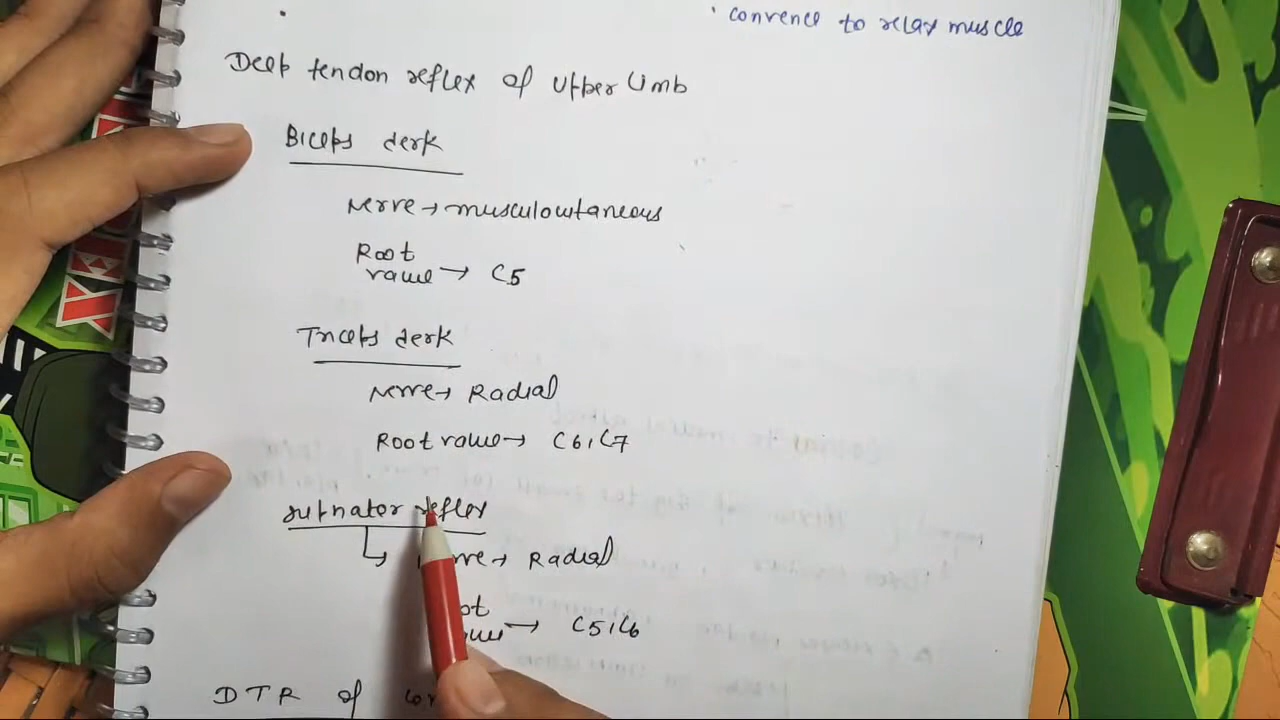 convence to relax muscle
Deep tendon reflex of Upper limb
Biceps Jerk
Nerve → musculocutaneous
Root
value → C5
Triceps Jerk
Nerve → Radial
Root value → C6, C7
supnator reflex
→ Radial
C5, C6
DTR of